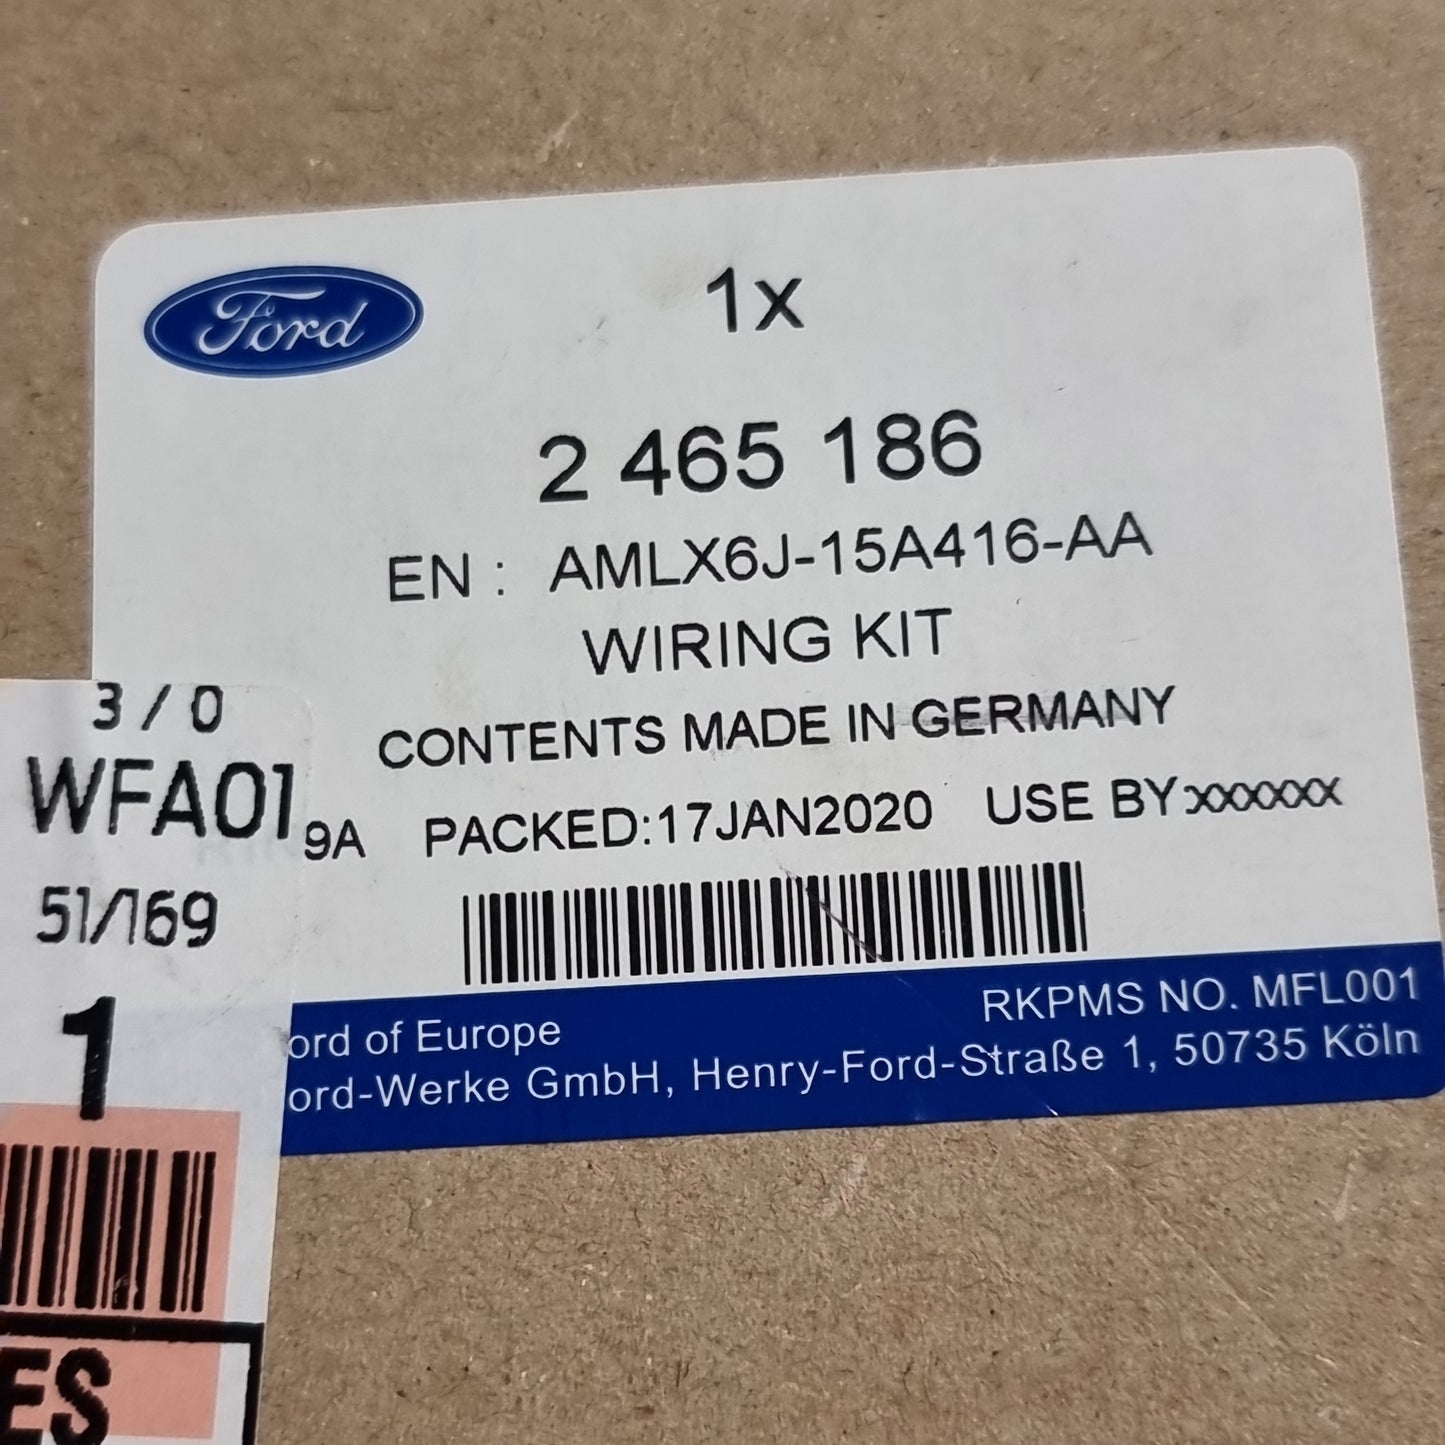 Ford
1x
2 465 186
EN : AMLX6J-15A416-AA
WIRING KIT
CONTENTS MADE IN GERMANY
9A PACKED:17JAN2020 USE BY:xxxxxxx
RKPMS NO. MFL001
ord of Europe
ord-Werke GmbH, Henry-Ford-Straße 1, 50735 Köln
3 / 0
WFA01
51/169
1
ES